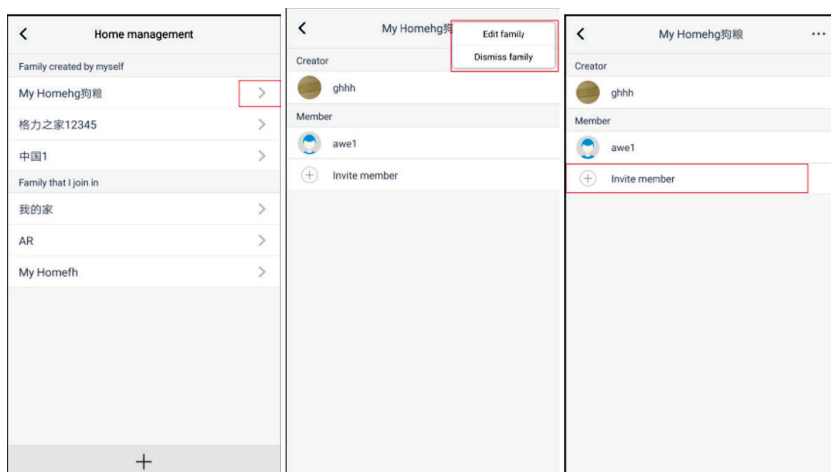 Home management
Family created by myself
My Homehg狗粮
格力之家12345
中国1
Family that I join in
我的家
AR
My Homefh
My Homehg狗
Edit family
Dismiss family
Creator
ghhh
Member
awe1
Invite member
My Homehg狗粮
Creator
ghhh
Member
awe1
Invite member